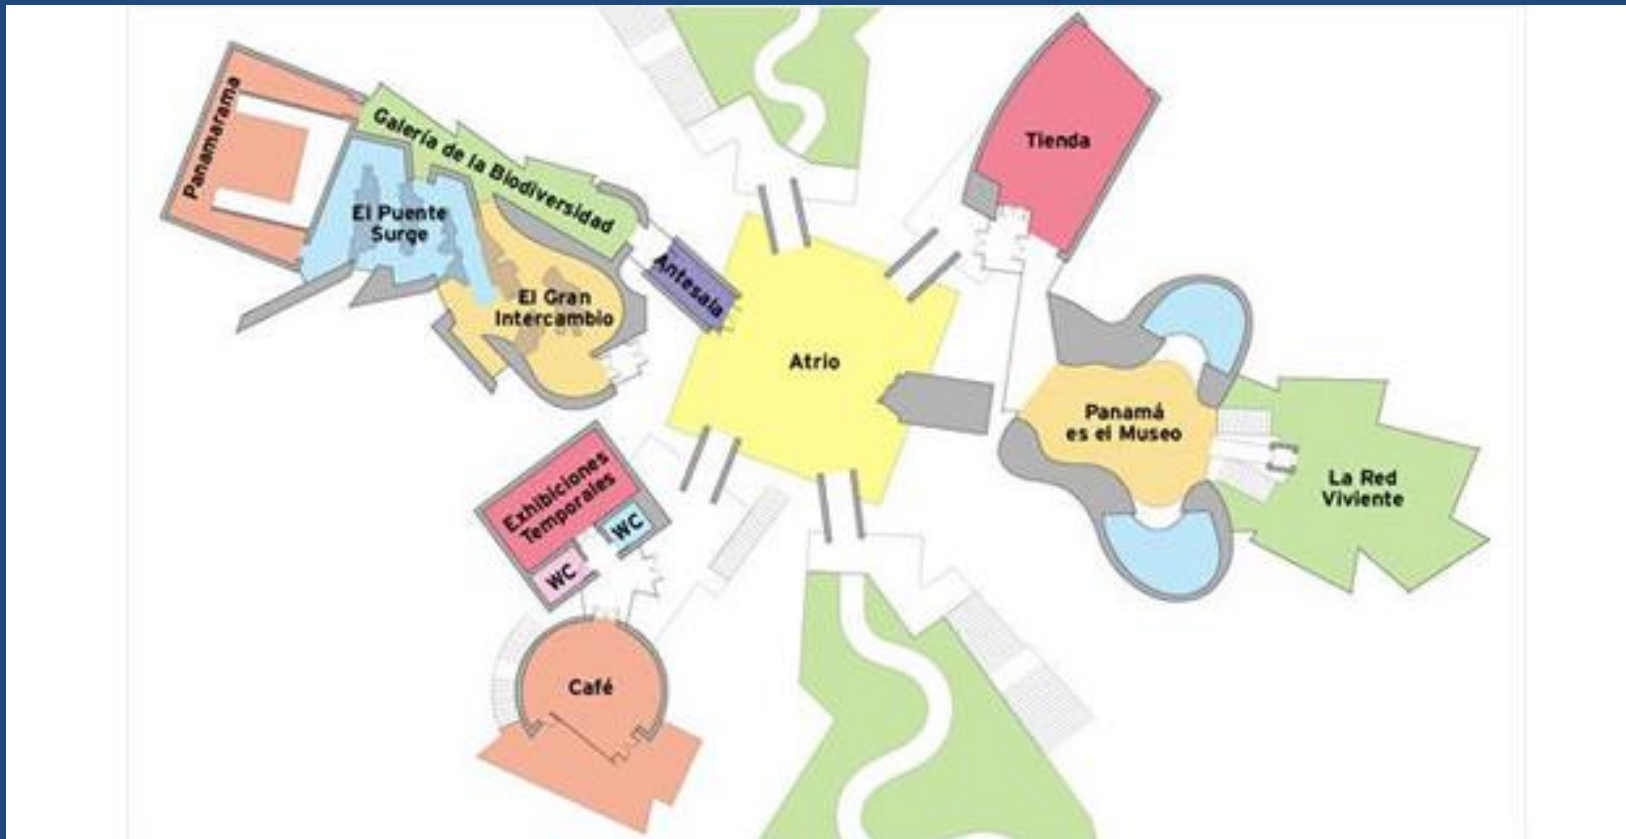 Panamarama
Galería de la Biodiversidad
El Puente
Surge
El Gran
Intercambio
Antesala
Tienda
Atrio
Panamá
es el Museo
La Red
Viviente
Exhibiciones
Temporales
WC
WC
Café